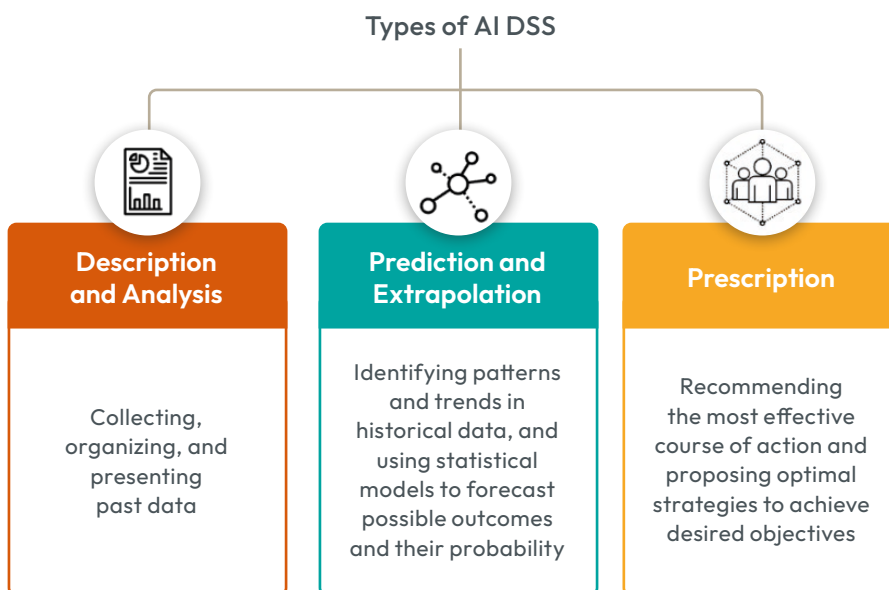 Types of AI DSS
Description
and Analysis
Collecting,
organizing, and
presenting
past data
Prediction and
Extrapolation
Identifying patterns
and trends in
historical data, and
using statistical
models to forecast
possible outcomes
and their probability
Prescription
Recommending
the most effective
course of action and
proposing optimal
strategies to achieve
desired objectives